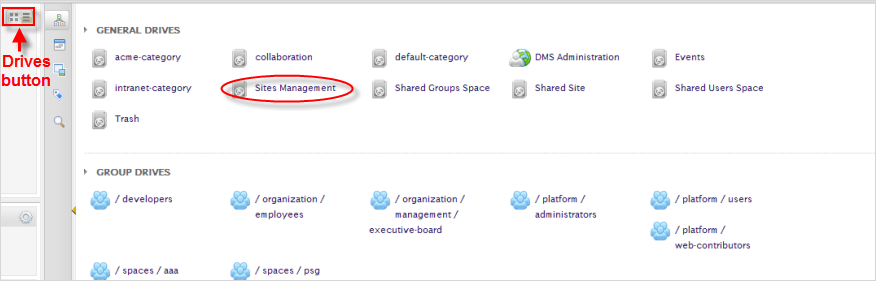 GENERAL DRIVES
Drives
button
acme-category
collaboration
default-category
DMS Administration
Events
intranet-category
Sites Management
Shared Groups Space
Shared Site
Shared Users Space
Trash
GROUP DRIVES
/ developers
/ organization /
employees
/ organization /
management /
executive-board
/ platform /
administrators
/ platform / users
/ platform /
web-contributors
/ spaces / aaa
/ spaces / psg